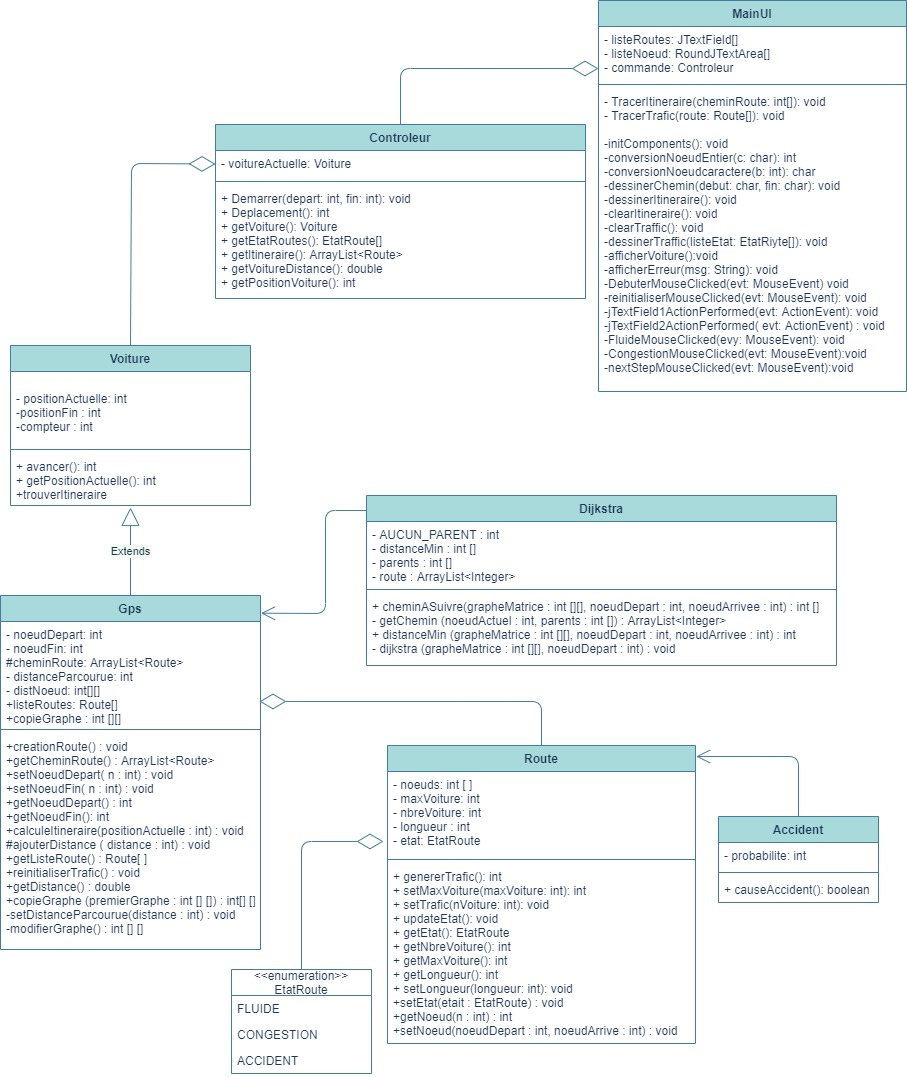 MainUI
- listeRoutes: JTextField[]
- listeNoeud: RoundJTextArea[]
- commande: Controleur
- TracerItineraire(cheminRoute: int[]): void
- TracerTrafic(route: Route[]): void
-initComponents(): void
-conversionNoeudEntier(c: char): int
-conversionNoeudcaractere(b: int): char
-dessinerChemin(debut: char, fin: char): void
-dessinerItineraire(): void
-clearItineraire(): void
-clearTraffic(): void
-dessinerTraffic(listeEtat: EtatRiyte[]): void
-afficherVoiture():void
-afficherErreur(msg: String): void
-DebuterMouseClicked(evt: MouseEvent) void
-reinitialiserMouseClicked(evt: MouseEvent): void
-jTextField1ActionPerformed(evt: ActionEvent): void
-jTextField2ActionPerformed( evt: ActionEvent) : void
-FluideMouseClicked(evy: MouseEvent): void
-CongestionMouseClicked(evt: MouseEvent):void
-nextStepMouseClicked(evt: MouseEvent):void
Controleur
- voitureActuelle: Voiture
+ Demarrer(depart: int, fin: int): void
+ Deplacement(): int
+ getVoiture(): Voiture
+ getEtatRoutes(): EtatRoute[]
+ getItineraire(): ArrayList<Route>
+ getVoitureDistance(): double
+ getPositionVoiture(): int
Voiture
- positionActuelle: int
-positionFin : int
-compteur : int
+ avancer(): int
+ getPositionActuelle(): int
+trouverItineraire
Extends
Dijkstra
- AUCUN_PARENT : int
- distanceMin : int []
- parents : int []
- route : ArrayList<Integer>
+ cheminASuivre(grapheMatrice : int [][], noeudDepart : int, noeudArrivee : int) : int []
- getChemin (noeudActuel : int, parents : int []) : ArrayList<Integer>
+ distanceMin (grapheMatrice : int [][], noeudDepart : int, noeudArrivee : int) : int
- dijkstra (grapheMatrice : int [][], noeudDepart : int) : void
Gps
- noeudDepart: int
- noeudFin: int
#cheminRoute: ArrayList<Route>
- distanceParcourue: int
- distNoeud: int[][]
+listeRoutes: Route[]
+copieGraphe : int [][]
+creationRoute() : void
+getCheminRoute() : ArrayList<Route>
+setNoeudDepart( n : int) : void
+setNoeudFin( n : int) : void
+getNoeudDepart() : int
+getNoeudFin(): int
+calculeItineraire(positionActuelle : int) : void
#ajouterDistance ( distance : int) : void
+getListeRoute() : Route[ ]
+reinitialiserTrafic() : void
+getDistance() : double
+copieGraphe (premierGraphe : int [] []) : int[] []
-setDistanceParcourue(distance : int) : void
-modifierGraphe() : int [] []
Route
- noeuds: int [ ]
- maxVoiture: int
- nbreVoiture: int
- longueur : int
- etat: EtatRoute
+ genererTrafic(): int
+ setMaxVoiture(maxVoiture: int): int
+ setTrafic(nVoiture: int): void
+ updateEtat(): void
+ getEtat(): EtatRoute
+ getNbreVoiture(): int
+ getMaxVoiture(): int
+ getLongueur(): int
+ setLongueur(longueur: int): void
+setEtat(etait : EtatRoute) : void
+getNoeud(n : int) : int
+setNoeud(noeudDepart : int, noeudArrive : int) : void
Accident
- probabilite: int
+ causeAccident(): boolean
<<enumeration>>
EtatRoute
FLUIDE
CONGESTION
ACCIDENT